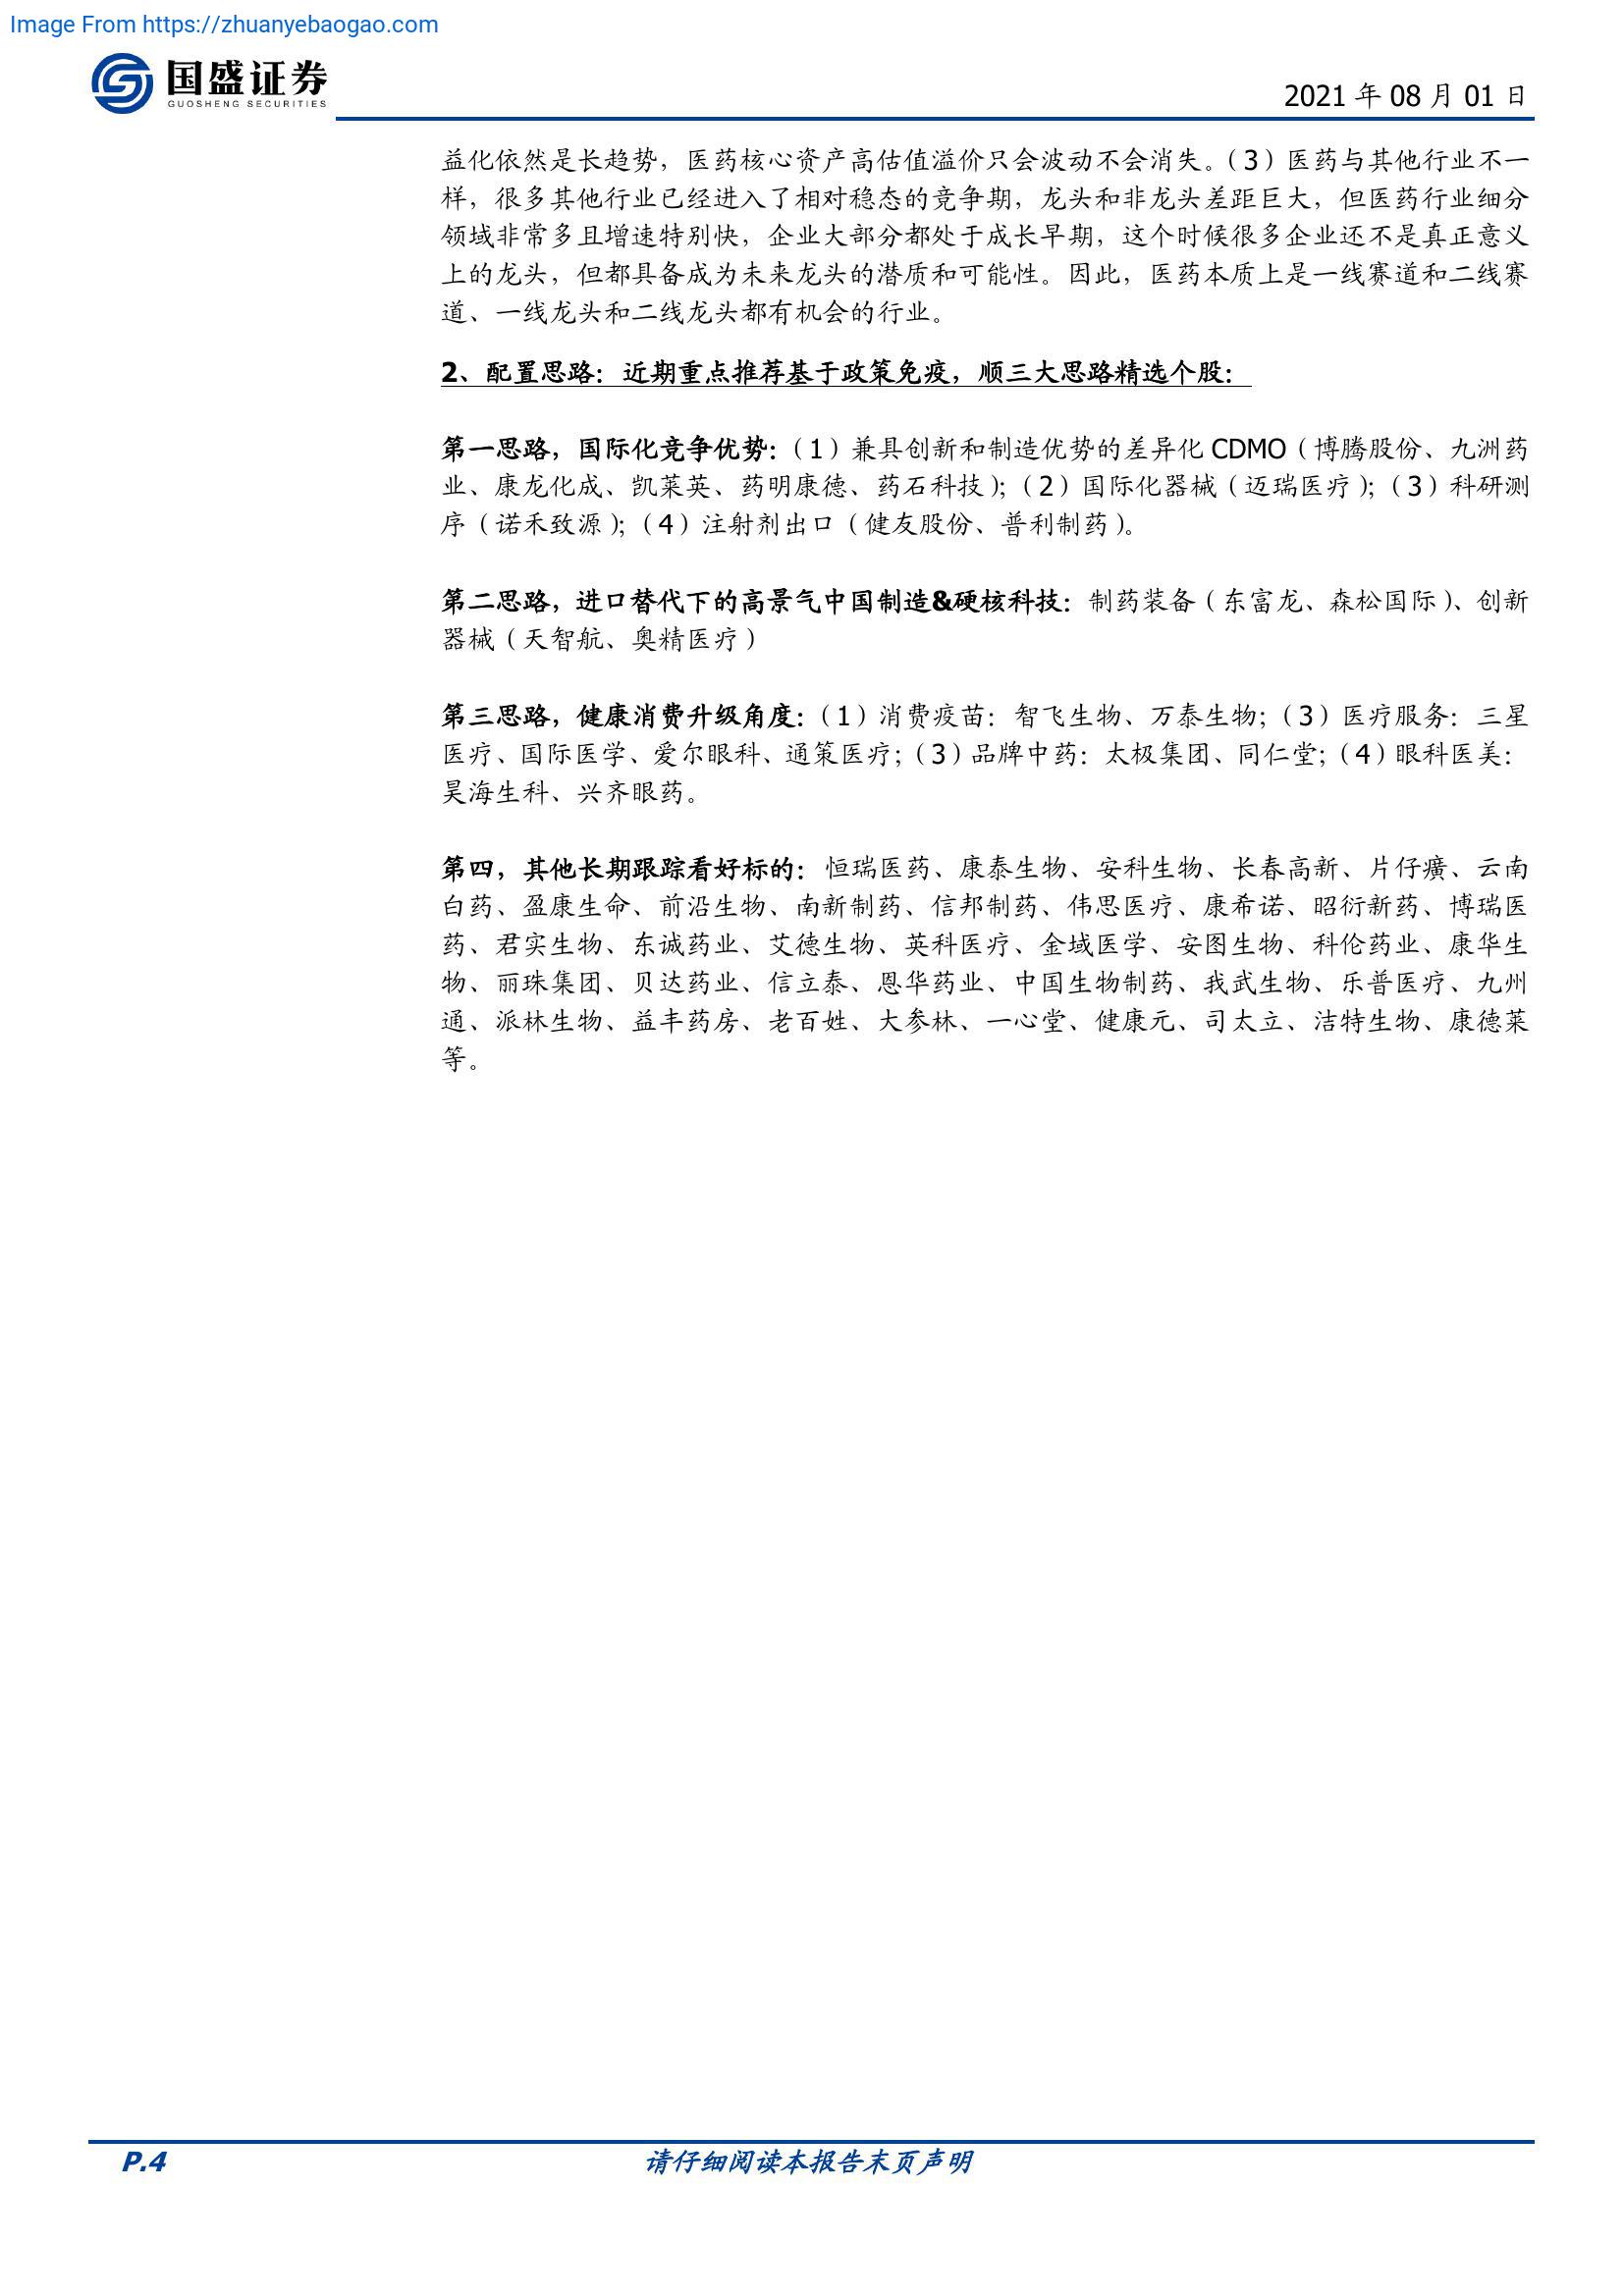 Image From https://zhuanyebaogao.com
国盛证券
GUOSHENG SECURITIES
2021 年 08 月 01 日
益化依然是长趋势，医药核心资产高估值溢价只会波动不会消失。（3）医药与其他行业不一
样，很多其他行业已经进入了相对稳态的竞争期，龙头和非龙头差距巨大，但医药行业细分
领域非常多且增速特别快，企业大部分都处于成长早期，这个时候很多企业还不是真正意义
上的龙头，但都具备成为未来龙头的潜质和可能性。因此，医药本质上是一线赛道和二线赛
道、一线龙头和二线龙头都有机会的行业。
2、配置思路：近期重点推荐基于政策免疫，顺三大思路精选个股：
第一思路，国际化竞争优势：（1）兼具创新和制造优势的差异化 CDMO（博腾股份、九洲药
业、康龙化成、凯莱英、药明康德、药石科技）；（2）国际化器械（迈瑞医疗）；（3）科研测
序（诺禾致源）；（4）注射剂出口（健友股份、普利制药）。
第二思路，进口替代下的高景气中国制造&硬核科技：制药装备（东富龙、森松国际）、创新
器械（天智航、奥精医疗）
第三思路，健康消费升级角度：（1）消费疫苗：智飞生物、万泰生物；（3）医疗服务：三星
医疗、国际医学、爱尔眼科、通策医疗；（3）品牌中药：太极集团、同仁堂；（4）眼科医美：
昊海生科、兴齐眼药。
第四，其他长期跟踪看好标的：恒瑞医药、康泰生物、安科生物、长春高新、片仔癀、云南
白药、盈康生命、前沿生物、南新制药、信邦制药、伟思医疗、康希诺、昭衍新药、博瑞医
药、君实生物、东诚药业、艾德生物、英科医疗、金域医学、安图生物、科伦药业、康华生
物、丽珠集团、贝达药业、信立泰、恩华药业、中国生物制药、我武生物、乐普医疗、九州
通、派林生物、益丰药房、老百姓、大参林、一心堂、健康元、司太立、洁特生物、康德莱
等。
P.4
请仔细阅读本报告末页声明